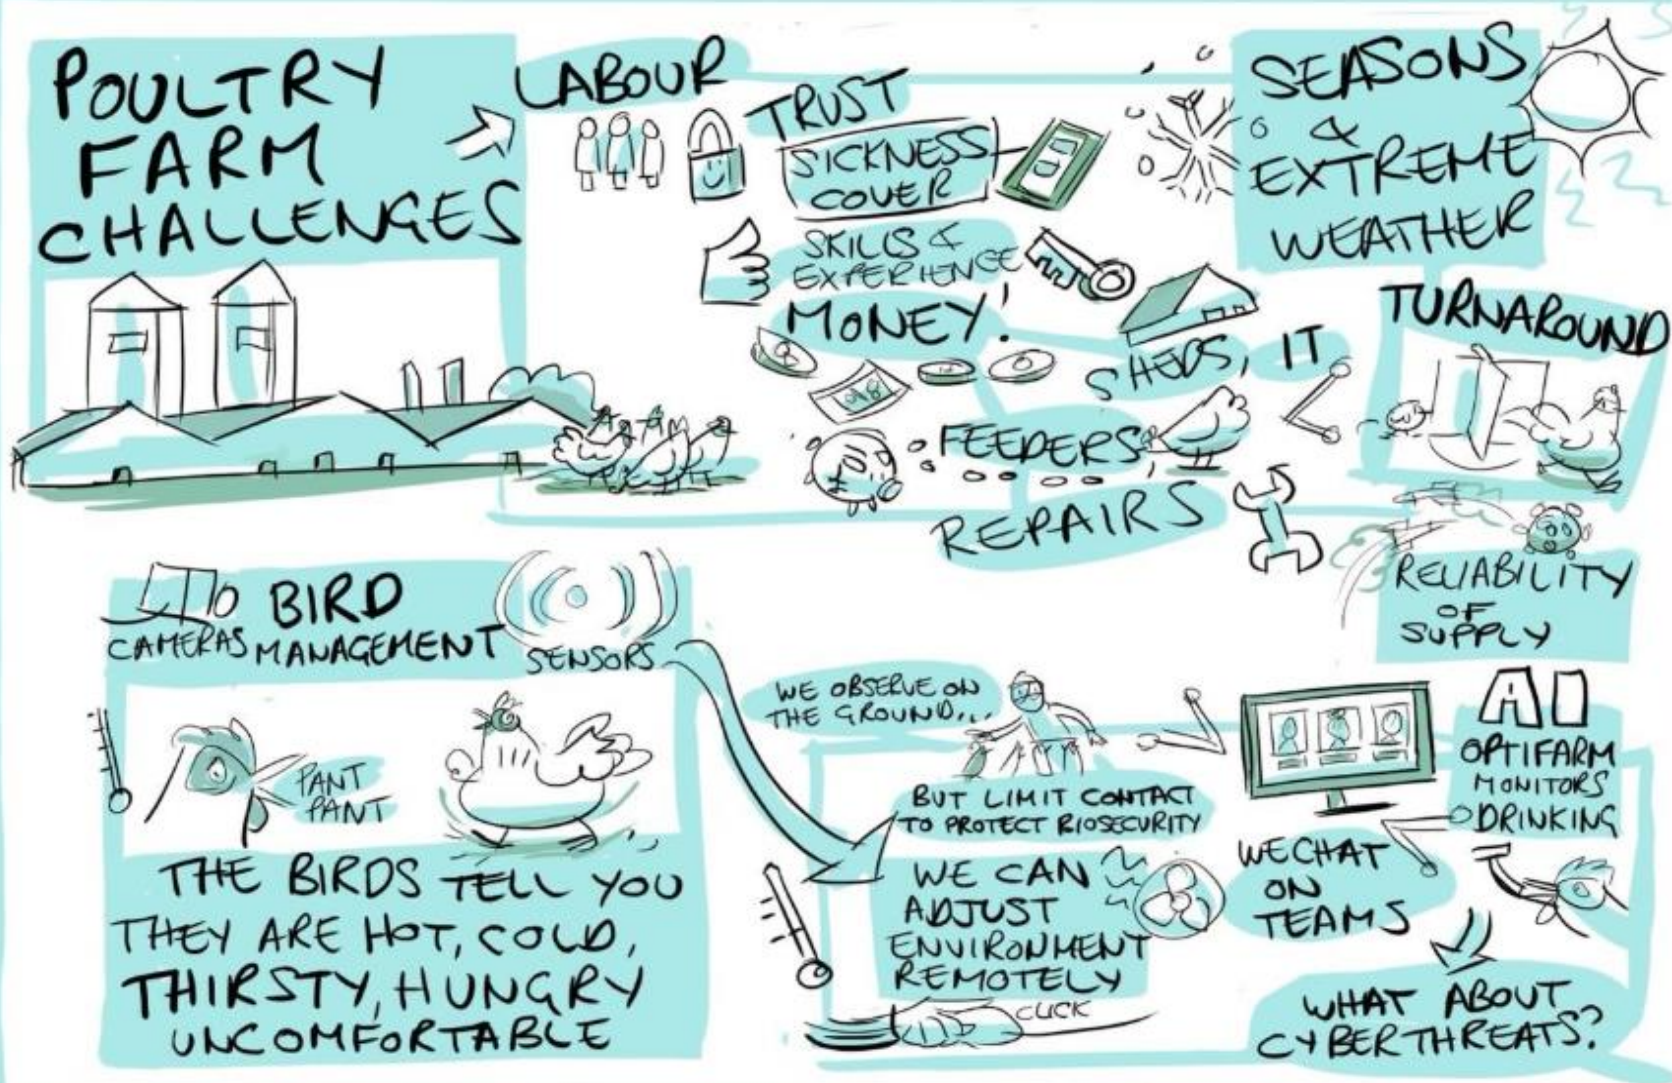 POULTRY
FARM
CHALLENGES
LABOUR
TRUST
SICKNESS
COVER
SKILLS &
EXPERIENCE
MONEY!
SHEDS, IT
FEEDERS
REPAIRS
SEASONS
&
EXTREME
WEATHER
TURNAROUND
RELIABILITY
OF
SUPPLY
BIRD
CAMERAS MANAGEMENT
SENSORS
PANT
PANT
THE BIRDS TELL YOU
THEY ARE HOT, COLD,
THIRSTY, HUNGRY
UNCOMFORTABLE
WE OBSERVE ON
THE GROUND...
BUT LIMIT CONTACT
TO PROTECT BIOSECURITY
WE CAN
ADJUST
ENVIRONMENT
REMOTELY
CLICK
AI
OPTIFARM
MONITORS
DRINKING
WE CHAT
ON
TEAMS
WHAT ABOUT
CYBERTHREATS?